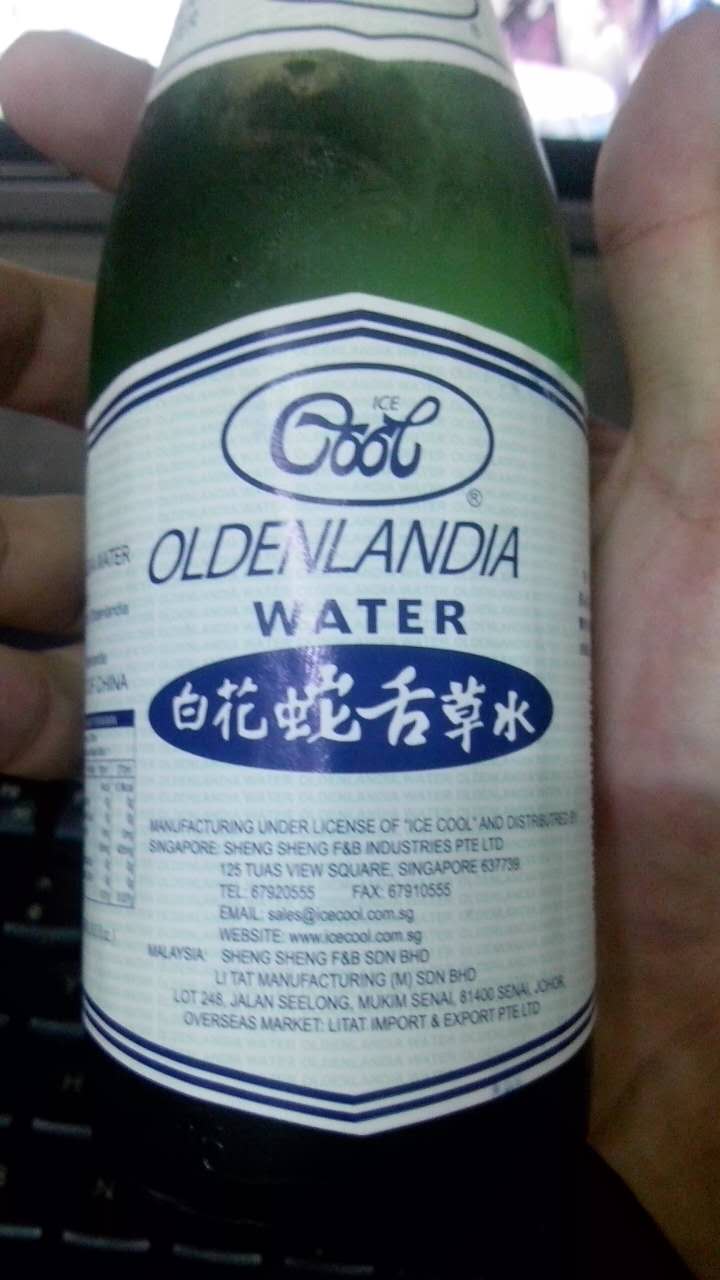 ICE
Cool
®
OLDENLANDIA
WATER
白花蛇舌草水
MANUFACTURING UNDER LICENSE OF "ICE COOL" AND DISTRIBUTED BY
SINGAPORE: SHENG SHENG F&B INDUSTRIES PTE LTD
125 TUAS VIEW SQUARE, SINGAPORE 637739
TEL: 67920555 FAX: 67910555
EMAIL: sales@icecool.com.sg
WEBSITE: www.icecool.com.sg
MALAYSIA: SHENG SHENG F&B SDN BHD
LI TAT MANUFACTURING (M) SDN BHD
LOT 248, JALAN SEELONG, MUKIM SENAI, 81400 SENAI, JOHOR
OVERSEAS MARKET: LITAT IMPORT & EXPORT PTE LTD
WATER
CHINA